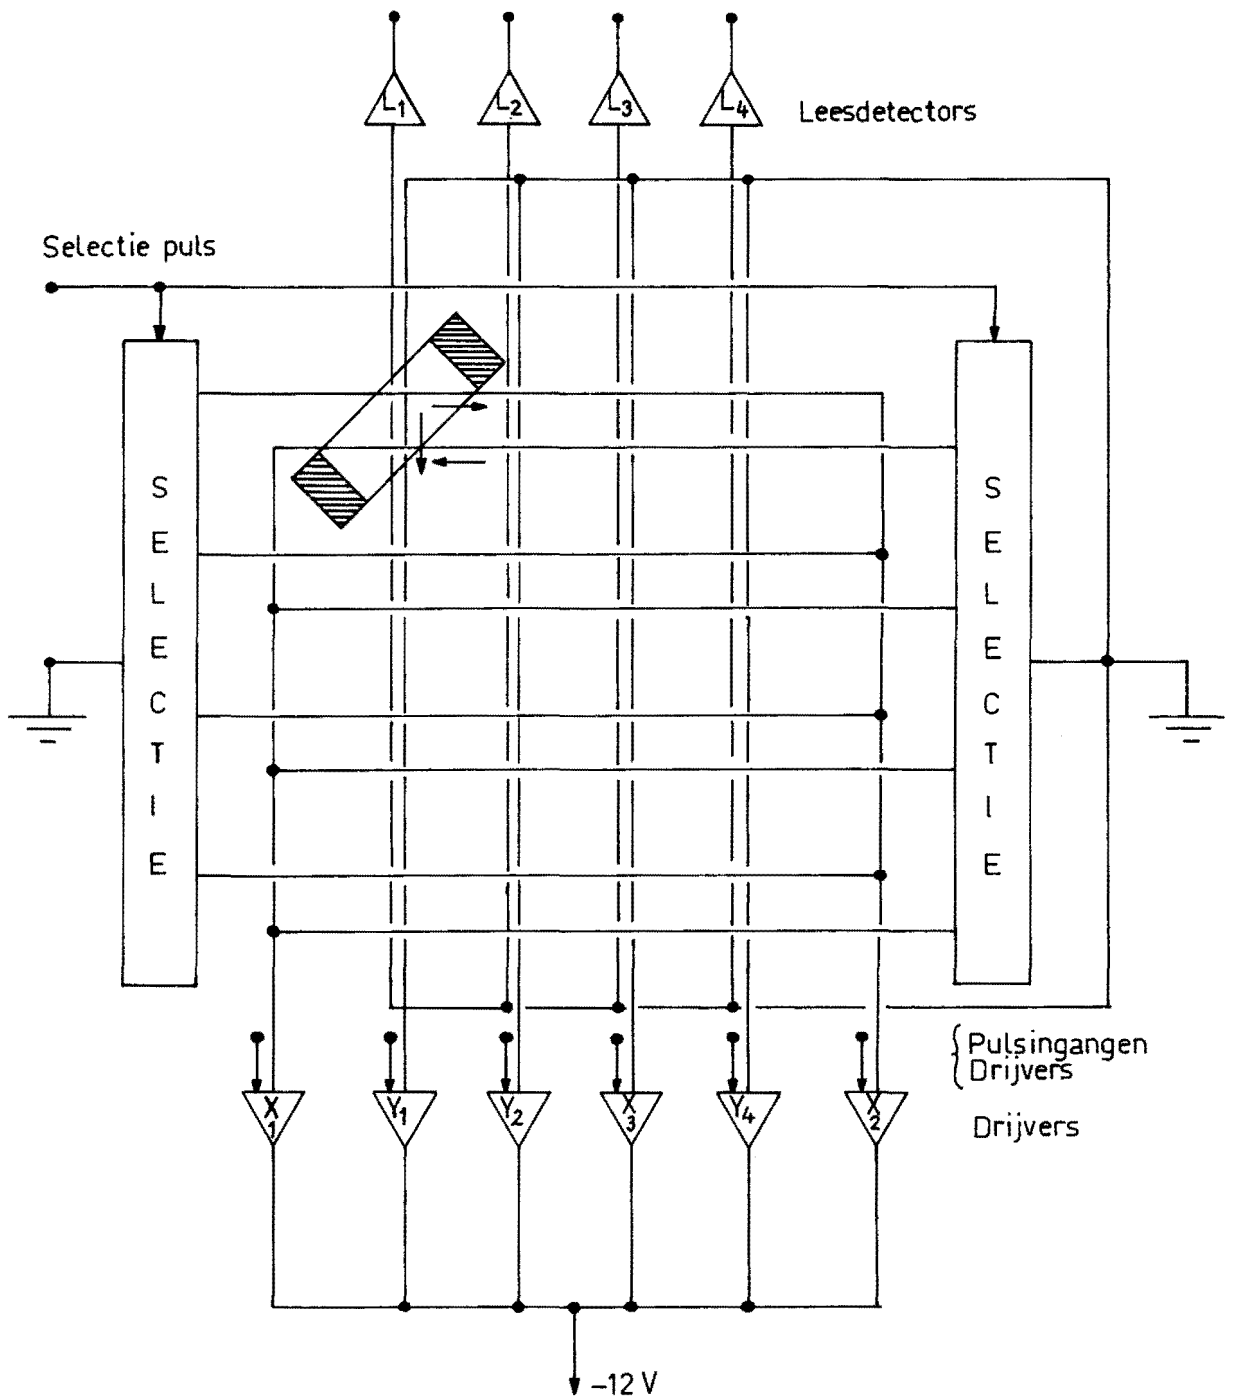 L1 L2 L3 L4 Leesdetectors
Selectie puls
SELECTIE
SELECTIE
Pulsingangen
Drijvers
X1 Y1 Y2 X3 Y4 X2
Drijvers
-12 V